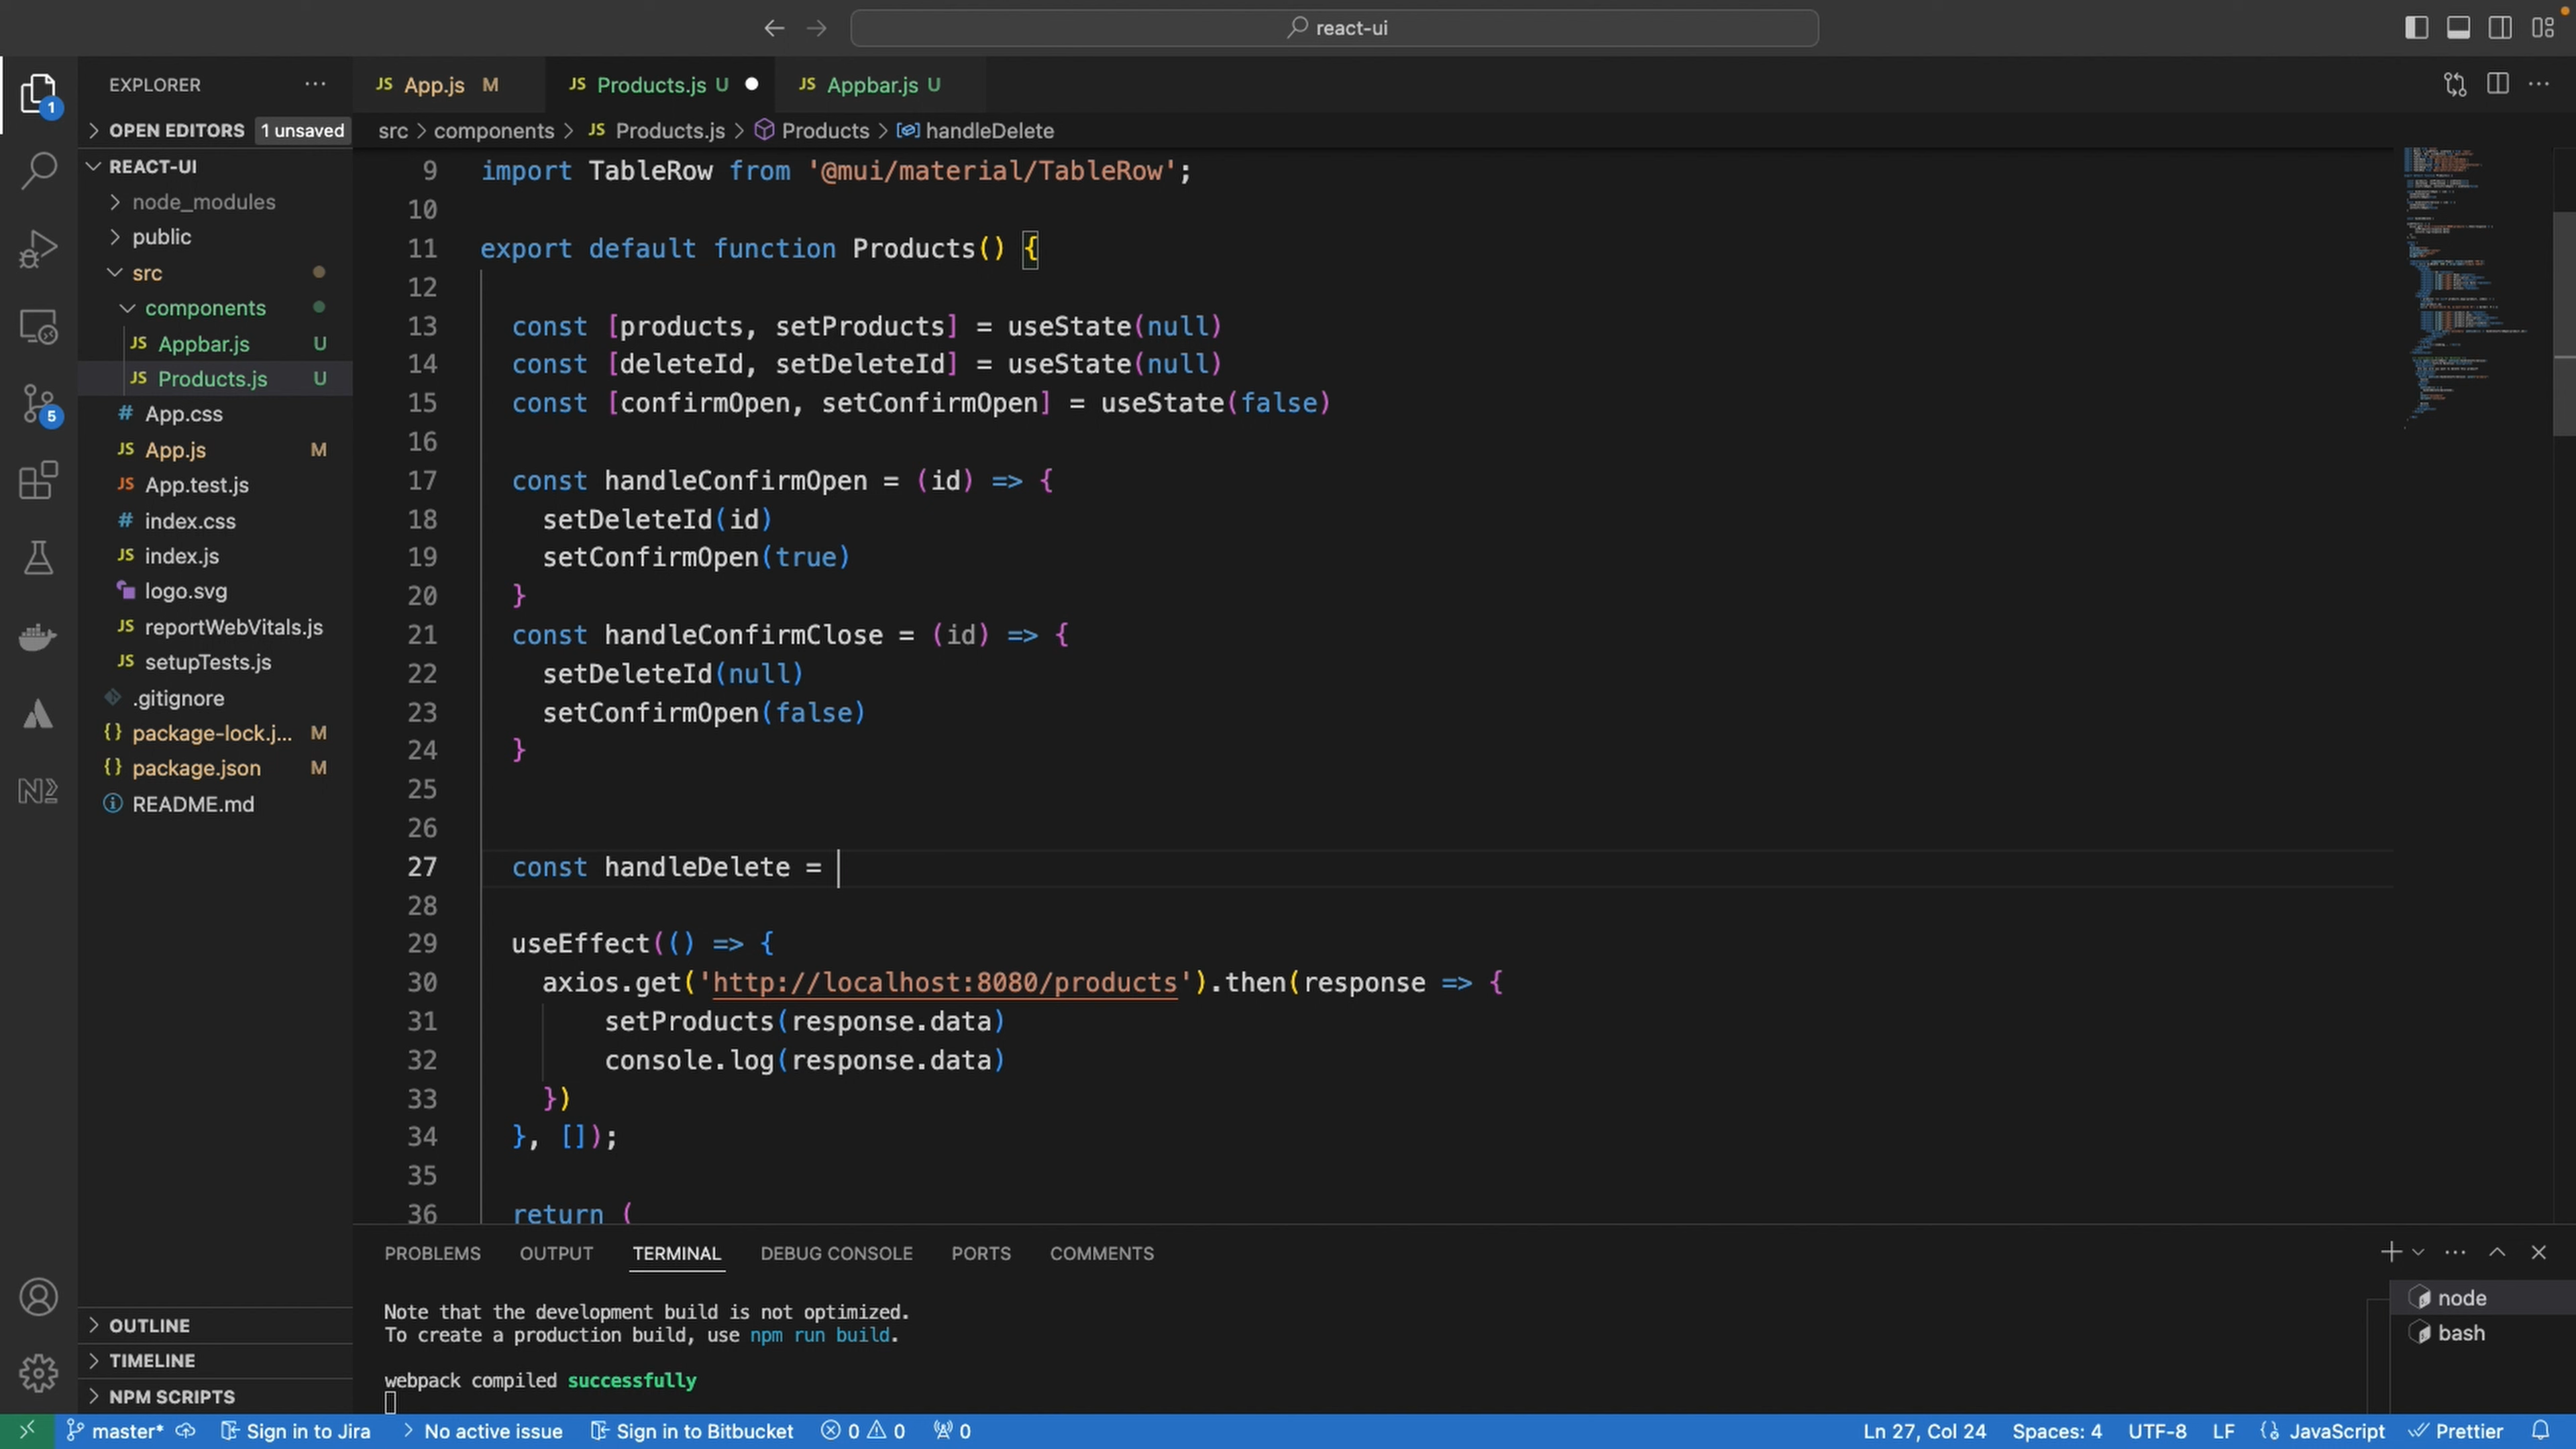 react-ui
EXPLORER
JS App.js M
JS Products.js U
JS Appbar.js U
1
OPEN EDITORS 1 unsaved
src > components > JS Products.js > Products > handleDelete
REACT-UI
node_modules
public
src
components
JS Appbar.js U
JS Products.js U
# App.css
JS App.js M
JS App.test.js
# index.css
JS index.js
logo.svg
JS reportWebVitals.js
JS setupTests.js
.gitignore
{} package-lock.j... M
{} package.json M
README.md
5
OUTLINE
TIMELINE
NPM SCRIPTS
9 import TableRow from '@mui/material/TableRow';
10
11 export default function Products() {
12
13 const [products, setProducts] = useState(null)
14 const [deleteId, setDeleteId] = useState(null)
15 const [confirmOpen, setConfirmOpen] = useState(false)
16
17 const handleConfirmOpen = (id) => {
18 setDeleteId(id)
19 setConfirmOpen(true)
20 }
21 const handleConfirmClose = (id) => {
22 setDeleteId(null)
23 setConfirmOpen(false)
24 }
25
26
27 const handleDelete =
28
29 useEffect(() => {
30 axios.get('http://localhost:8080/products').then(response => {
31 setProducts(response.data)
32 console.log(response.data)
33 })
34 }, []);
35
36 return (
PROBLEMS OUTPUT TERMINAL DEBUG CONSOLE PORTS COMMENTS
Note that the development build is not optimized.
To create a production build, use npm run build.
webpack compiled successfully
node
bash
master* Sign in to Jira > No active issue Sign in to Bitbucket 0 0 0 Ln 27, Col 24 Spaces: 4 UTF-8 LF JavaScript Prettier